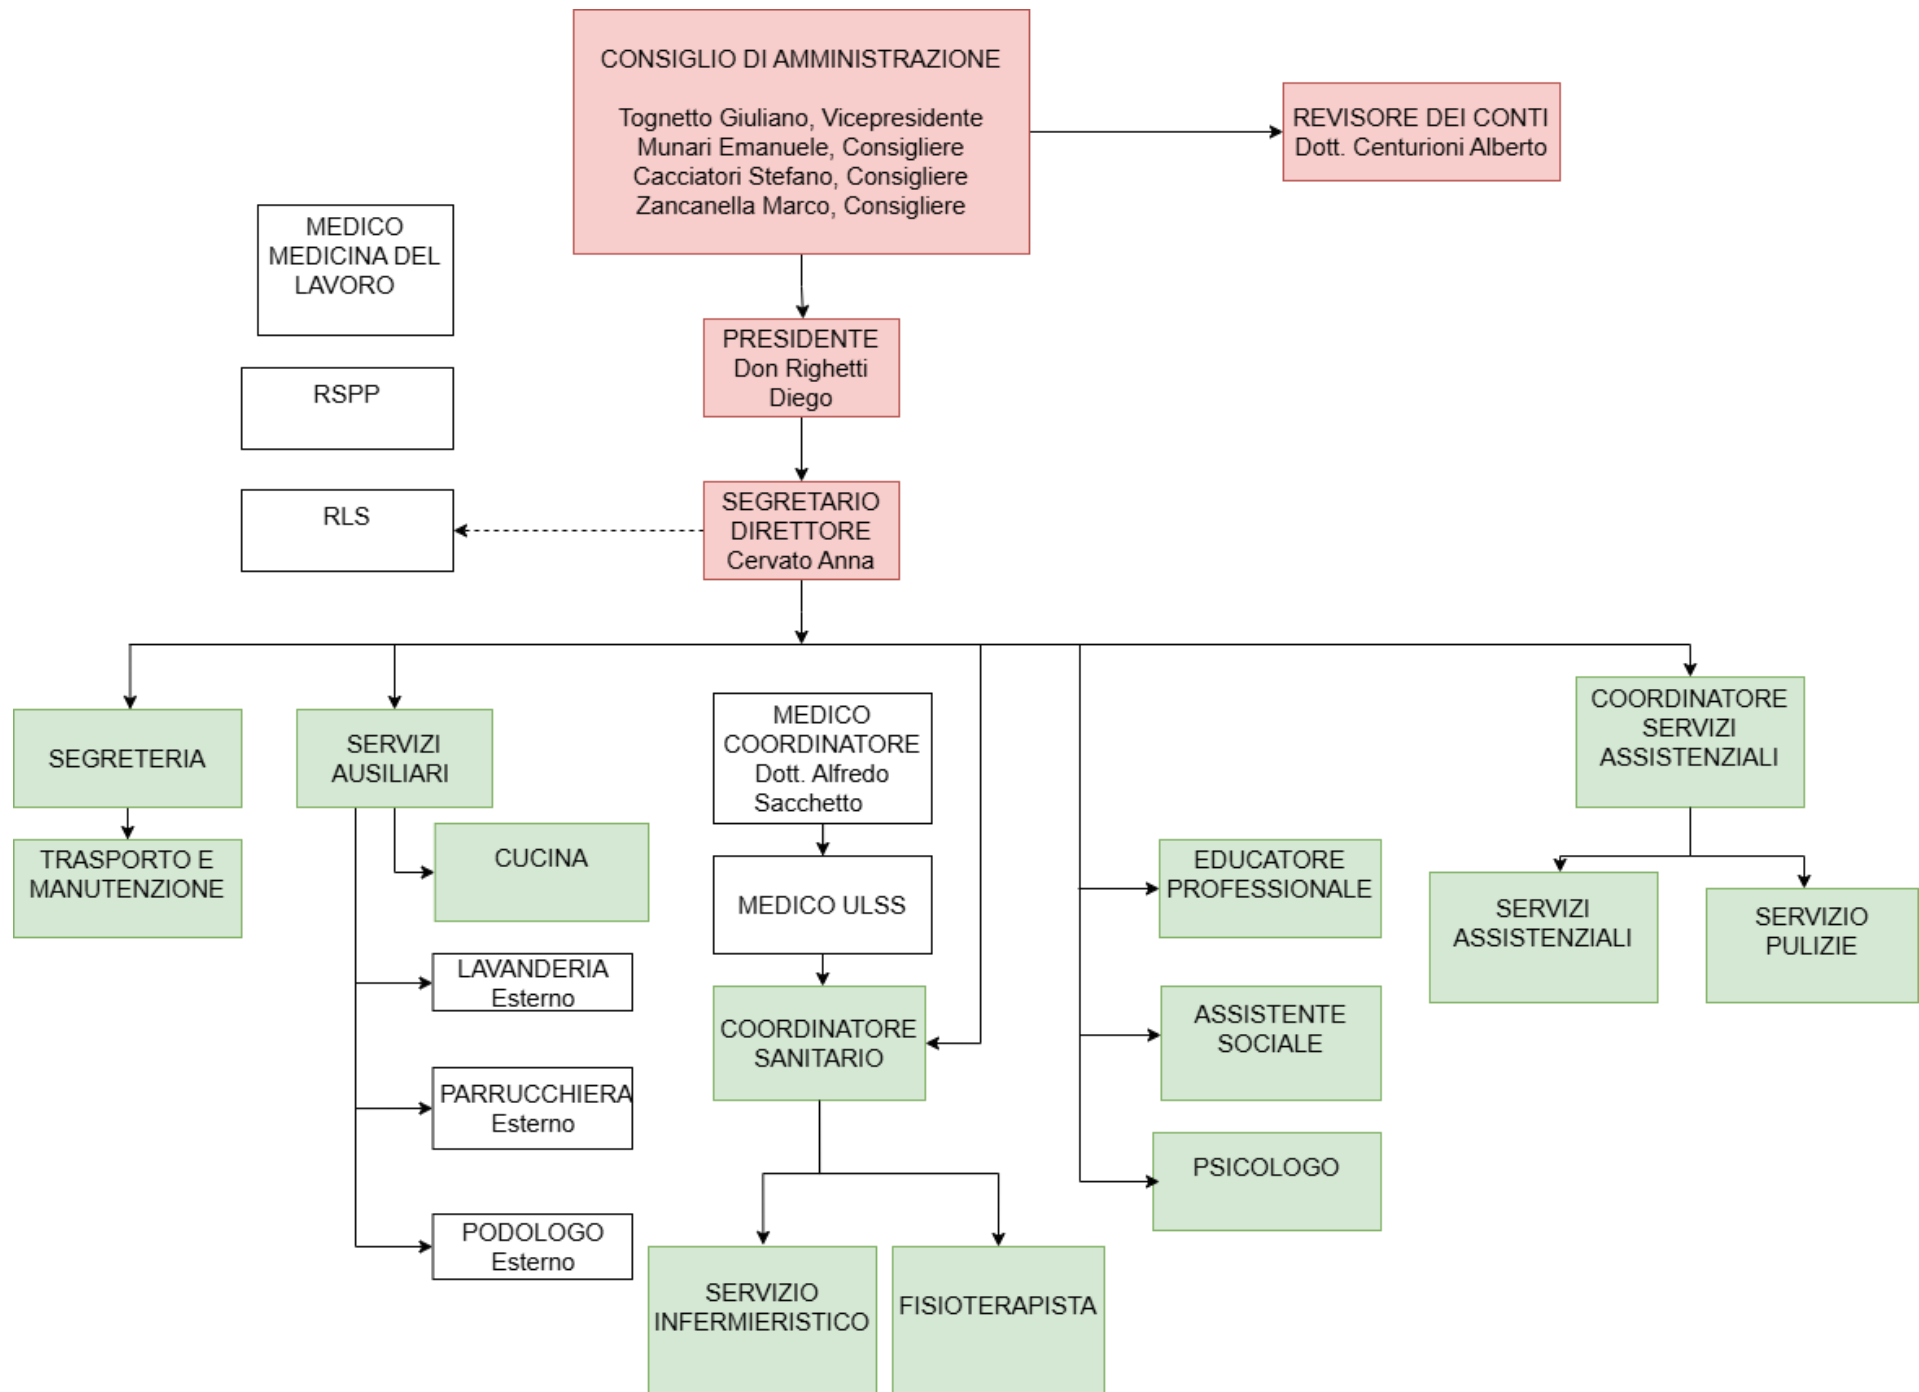 CONSIGLIO DI AMMINISTRAZIONE
Tognetto Giuliano, Vicepresidente
Munari Emanuele, Consigliere
Cacciatori Stefano, Consigliere
Zancanella Marco, Consigliere
REVISORE DEI CONTI
Dott. Centurioni Alberto
MEDICO
MEDICINA DEL
LAVORO
PRESIDENTE
Don Righetti
Diego
RSPP
SEGRETARIO
DIRETTORE
Cervato Anna
RLS
SEGRETERIA
SERVIZI
AUSILIARI
MEDICO
COORDINATORE
Dott. Alfredo
Sacchetto
COORDINATORE
SERVIZI
ASSISTENZIALI
TRASPORTO E
MANUTENZIONE
CUCINA
MEDICO ULSS
EDUCATORE
PROFESSIONALE
SERVIZI
ASSISTENZIALI
SERVIZIO
PULIZIE
LAVANDERIA
Esterno
COORDINATORE
SANITARIO
ASSISTENTE
SOCIALE
PARRUCCHIERA
Esterno
PSICOLOGO
PODOLOGO
Esterno
SERVIZIO
INFERMIERISTICO
FISIOTERAPISTA